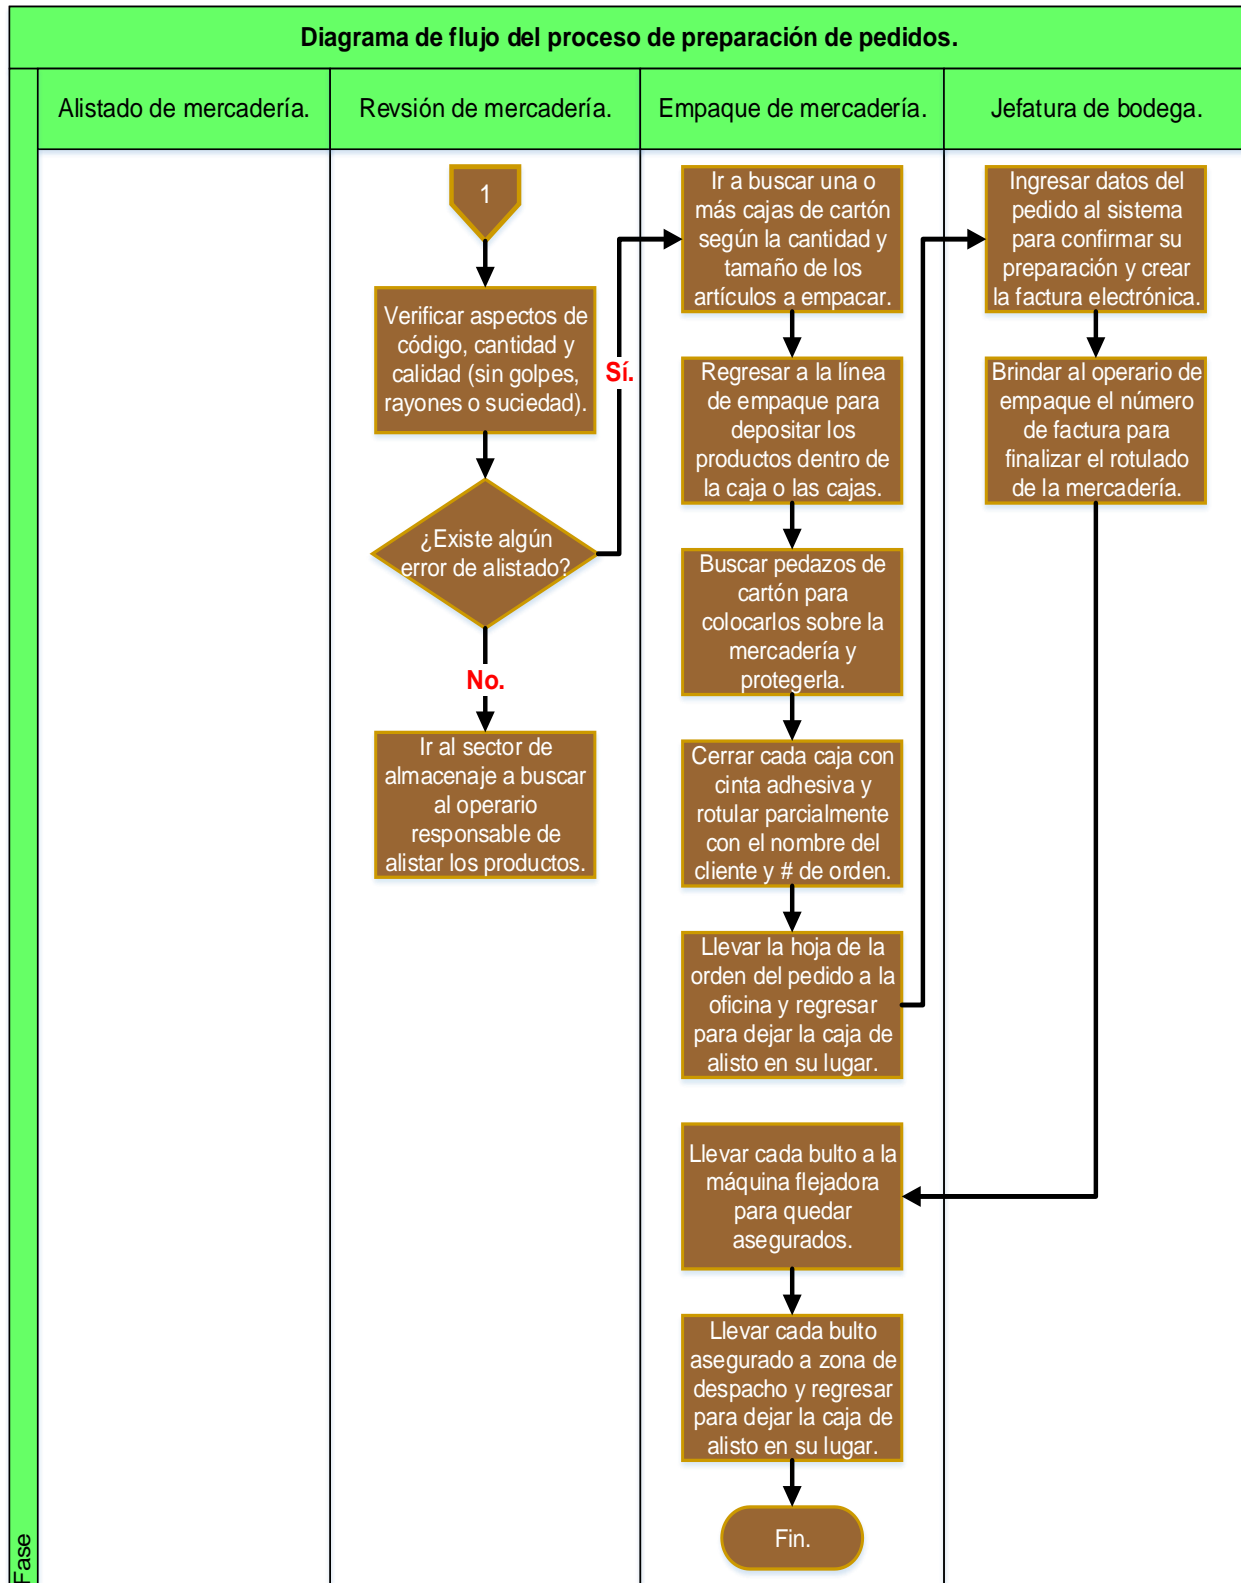 Diagrama de flujo del proceso de preparación de pedidos.
Fase
Alistado de mercadería.
Revsión de mercadería.
Empaque de mercadería.
Jefatura de bodega.
1
Verificar aspectos de
código, cantidad y
calidad (sin golpes,
rayones o suciedad).
¿Existe algún
error de alistado?
Sí.
No.
Ir al sector de
almacenaje a buscar
al operario
responsable de
alistar los productos.
Ir a buscar una o
más cajas de cartón
según la cantidad y
tamaño de los
artículos a empacar.
Regresar a la línea
de empaque para
depositar los
productos dentro de
la caja o las cajas.
Buscar pedazos de
cartón para
colocarlos sobre la
mercadería y
protegerla.
Cerrar cada caja con
cinta adhesiva y
rotular parcialmente
con el nombre del
cliente y # de orden.
Llevar la hoja de la
orden del pedido a la
oficina y regresar
para dejar la caja de
alisto en su lugar.
Ingresar datos del
pedido al sistema
para confirmar su
preparación y crear
la factura electrónica.
Brindar al operario de
empaque el número
de factura para
finalizar el rotulado
de la mercadería.
Llevar cada bulto a la
máquina flejadora
para quedar
asegurados.
Llevar cada bulto
asegurado a zona de
despacho y regresar
para dejar la caja de
alisto en su lugar.
Fin.